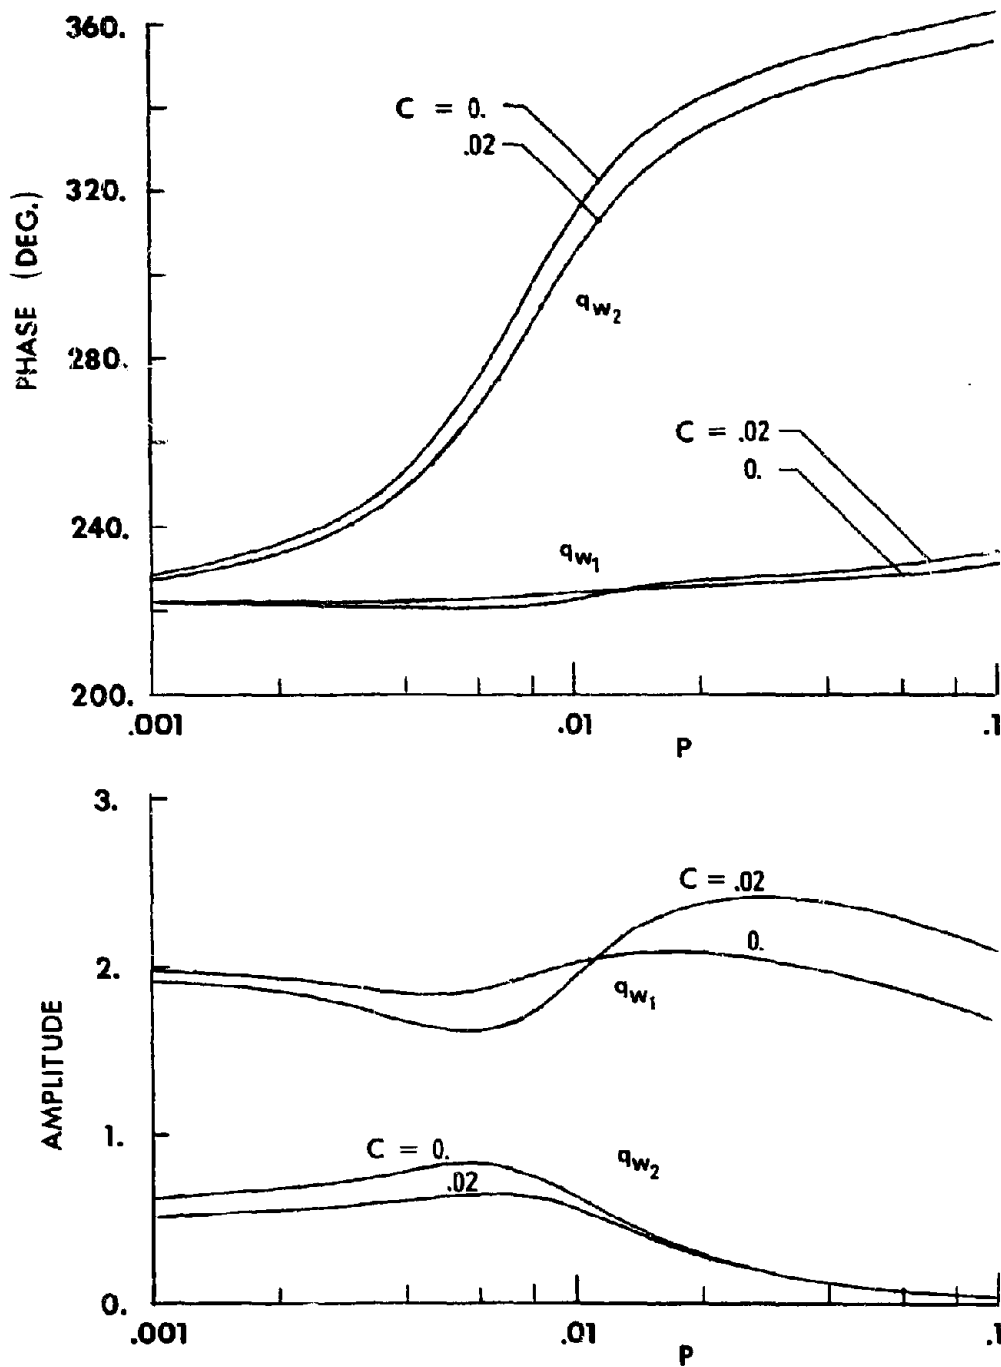 360.
C = 0.
.02
320.
PHASE (DEG.)
q_w2
280.
C = .02
0.
240.
q_w1
200.
.001
.01
.1
P
3.
C = .02
0.
2.
q_w1
AMPLITUDE
1.
C = 0.
q_w2
.02
0.
.001
.01
.1
P